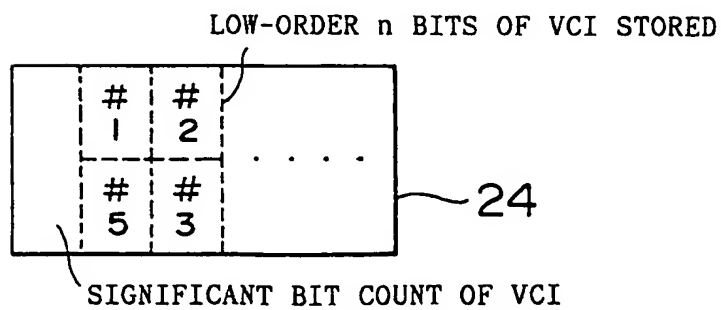 LOW-ORDER n BITS OF VCI STORED
# #
1 2
# #
5 3
24
SIGNIFICANT BIT COUNT OF VCI